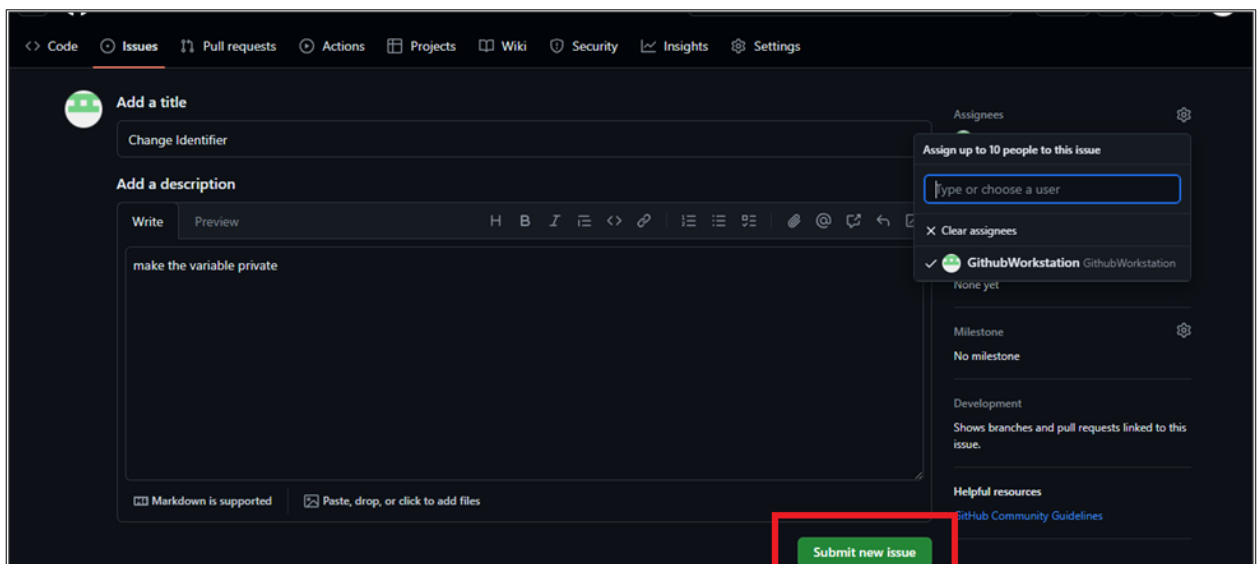 Code Issues Pull requests Actions Projects Wiki Security Insights Settings
Add a title
Change Identifier
Add a description
Write Preview
H B I
make the variable private
Markdown is supported Paste, drop, or click to add files
Submit new issue
Assignees
Assign up to 10 people to this issue
Type or choose a user
Clear assignees
GithubWorkstation GithubWorkstation
None yet
Milestone
No milestone
Development
Shows branches and pull requests linked to this
issue.
Helpful resources
GitHub Community Guidelines